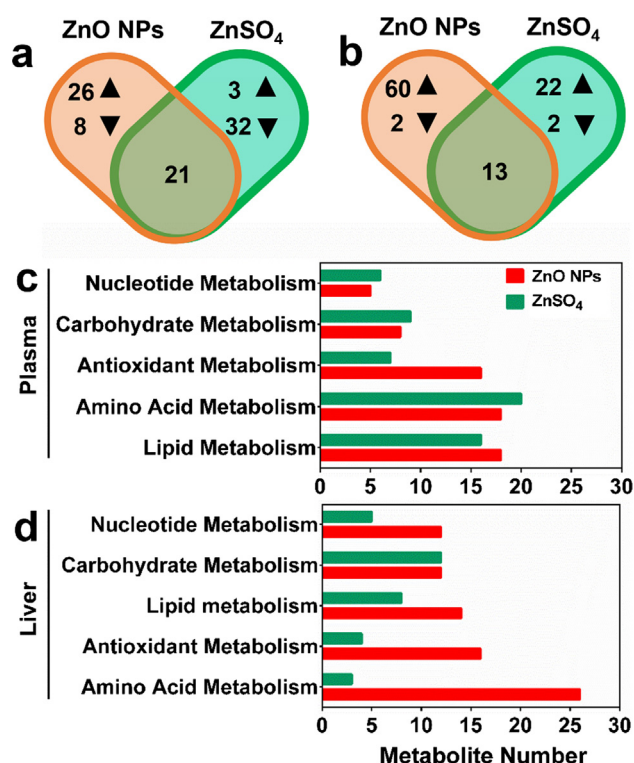 ZnO NPs ZnSO₄ ZnO NPs ZnSO₄
a b
26 ▲ 3 ▲ 60 ▲ 22 ▲
8 ▼ 32 ▼ 2 ▼ 2 ▼
21 13
c
Plasma
Nucleotide Metabolism
Carbohydrate Metabolism
Antioxidant Metabolism
Amino Acid Metabolism
Lipid Metabolism
ZnO NPs
ZnSO₄
0 5 10 15 20 25 30
d
Liver
Nucleotide Metabolism
Carbohydrate Metabolism
Lipid metabolism
Antioxidant Metabolism
Amino Acid Metabolism
0 5 10 15 20 25 30
Metabolite Number